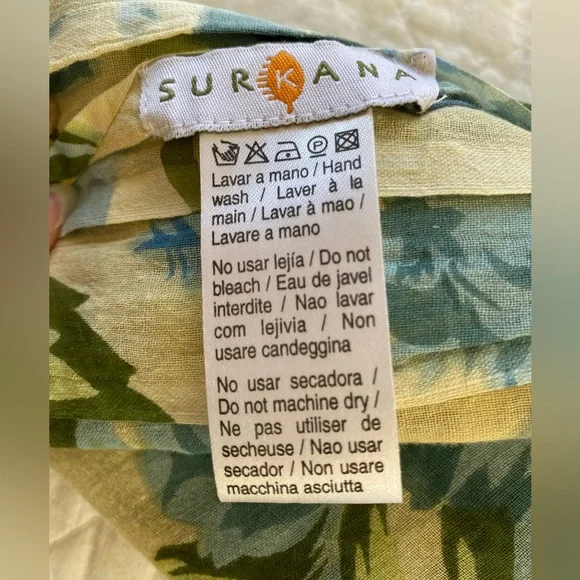 SURKANA
P
Lavar a mano / Hand
wash / Laver à la
main / Lavar à mao /
Lavare a mano
No usar lejía / Do not
bleach / Eau de javel
interdite / Nao lavar
com lejivia / Non
usare candeggina
No usar secadora /
Do not machine dry /
Ne pas utiliser de
secheuse / Nao usar
secador / Non usare
macchina asciutta